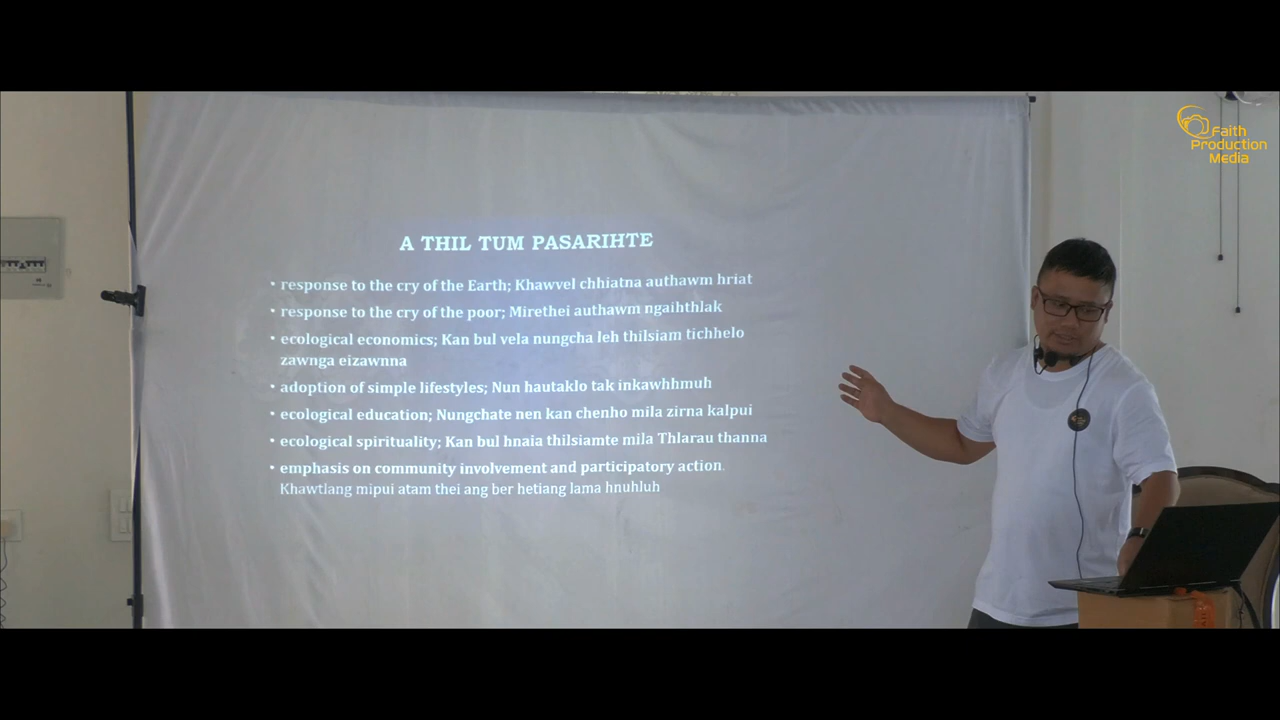 Faith
Production
Media
A THIL TUM PASARIHTE
• response to the cry of the Earth; Khawvel chhiatna authawm hriat
• response to the cry of the poor; Mirethei authawm ngaihthlak
• ecological economics; Kan bul vela nungcha leh thilsiam tichhelo
zawnga eizawnna
• adoption of simple lifestyles; Nun hautaklo tak inkawhhmuh
• ecological education; Nungchate nen kan chenho mila zirna kalpui
• ecological spirituality; Kan bul hnaia thilsiamte mila Thlarau thanna
• emphasis on community involvement and participatory action.
Khawtlang mipui atam thei ang ber hetiang lama hnuhluh